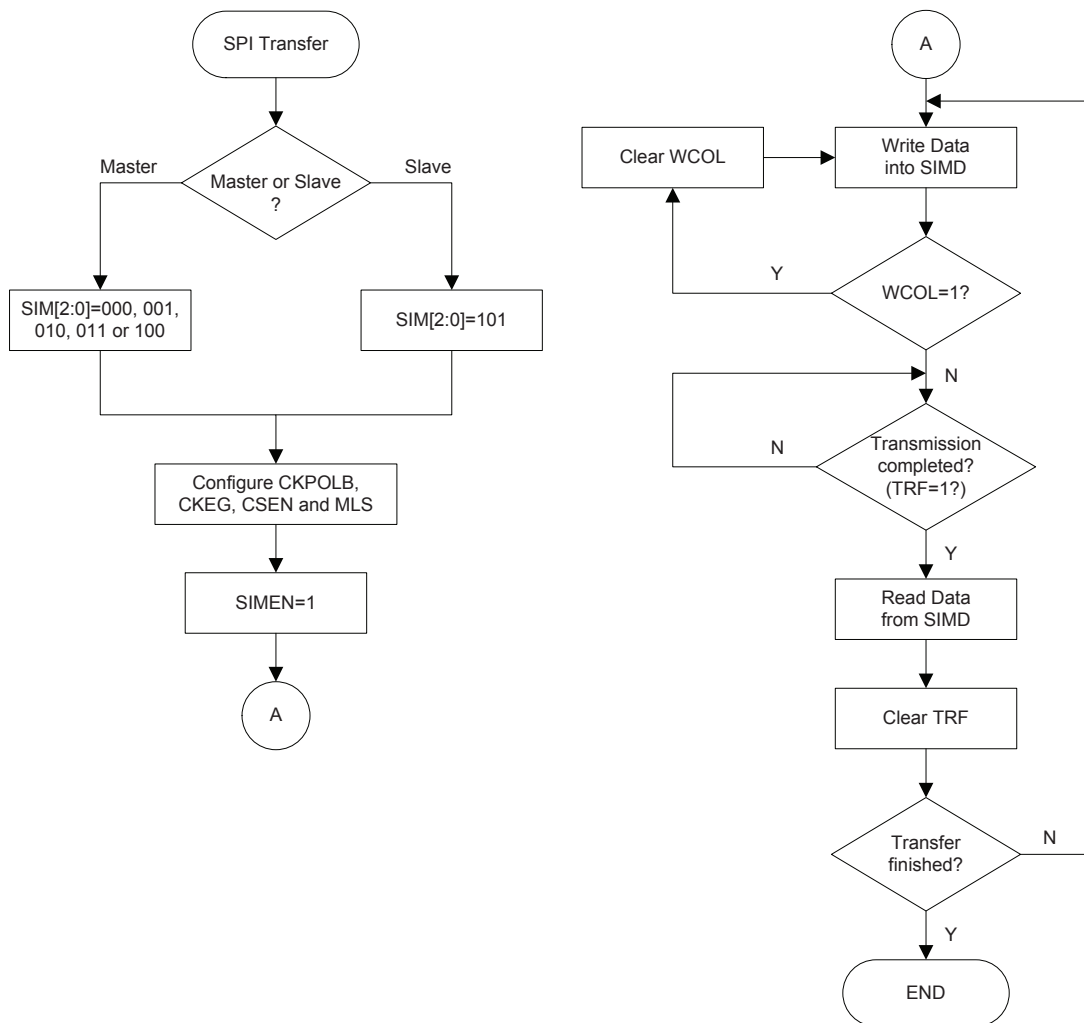 SPI Transfer
Master or Slave
?
Master
Slave
SIM[2:0]=000, 001,
010, 011 or 100
SIM[2:0]=101
Configure CKPOLB,
CKEG, CSEN and MLS
SIMEN=1
A
A
Write Data
into SIMD
Clear WCOL
WCOL=1?
Y
N
Transmission
completed?
(TRF=1?)
N
Y
Read Data
from SIMD
Clear TRF
Transfer
finished?
N
Y
END